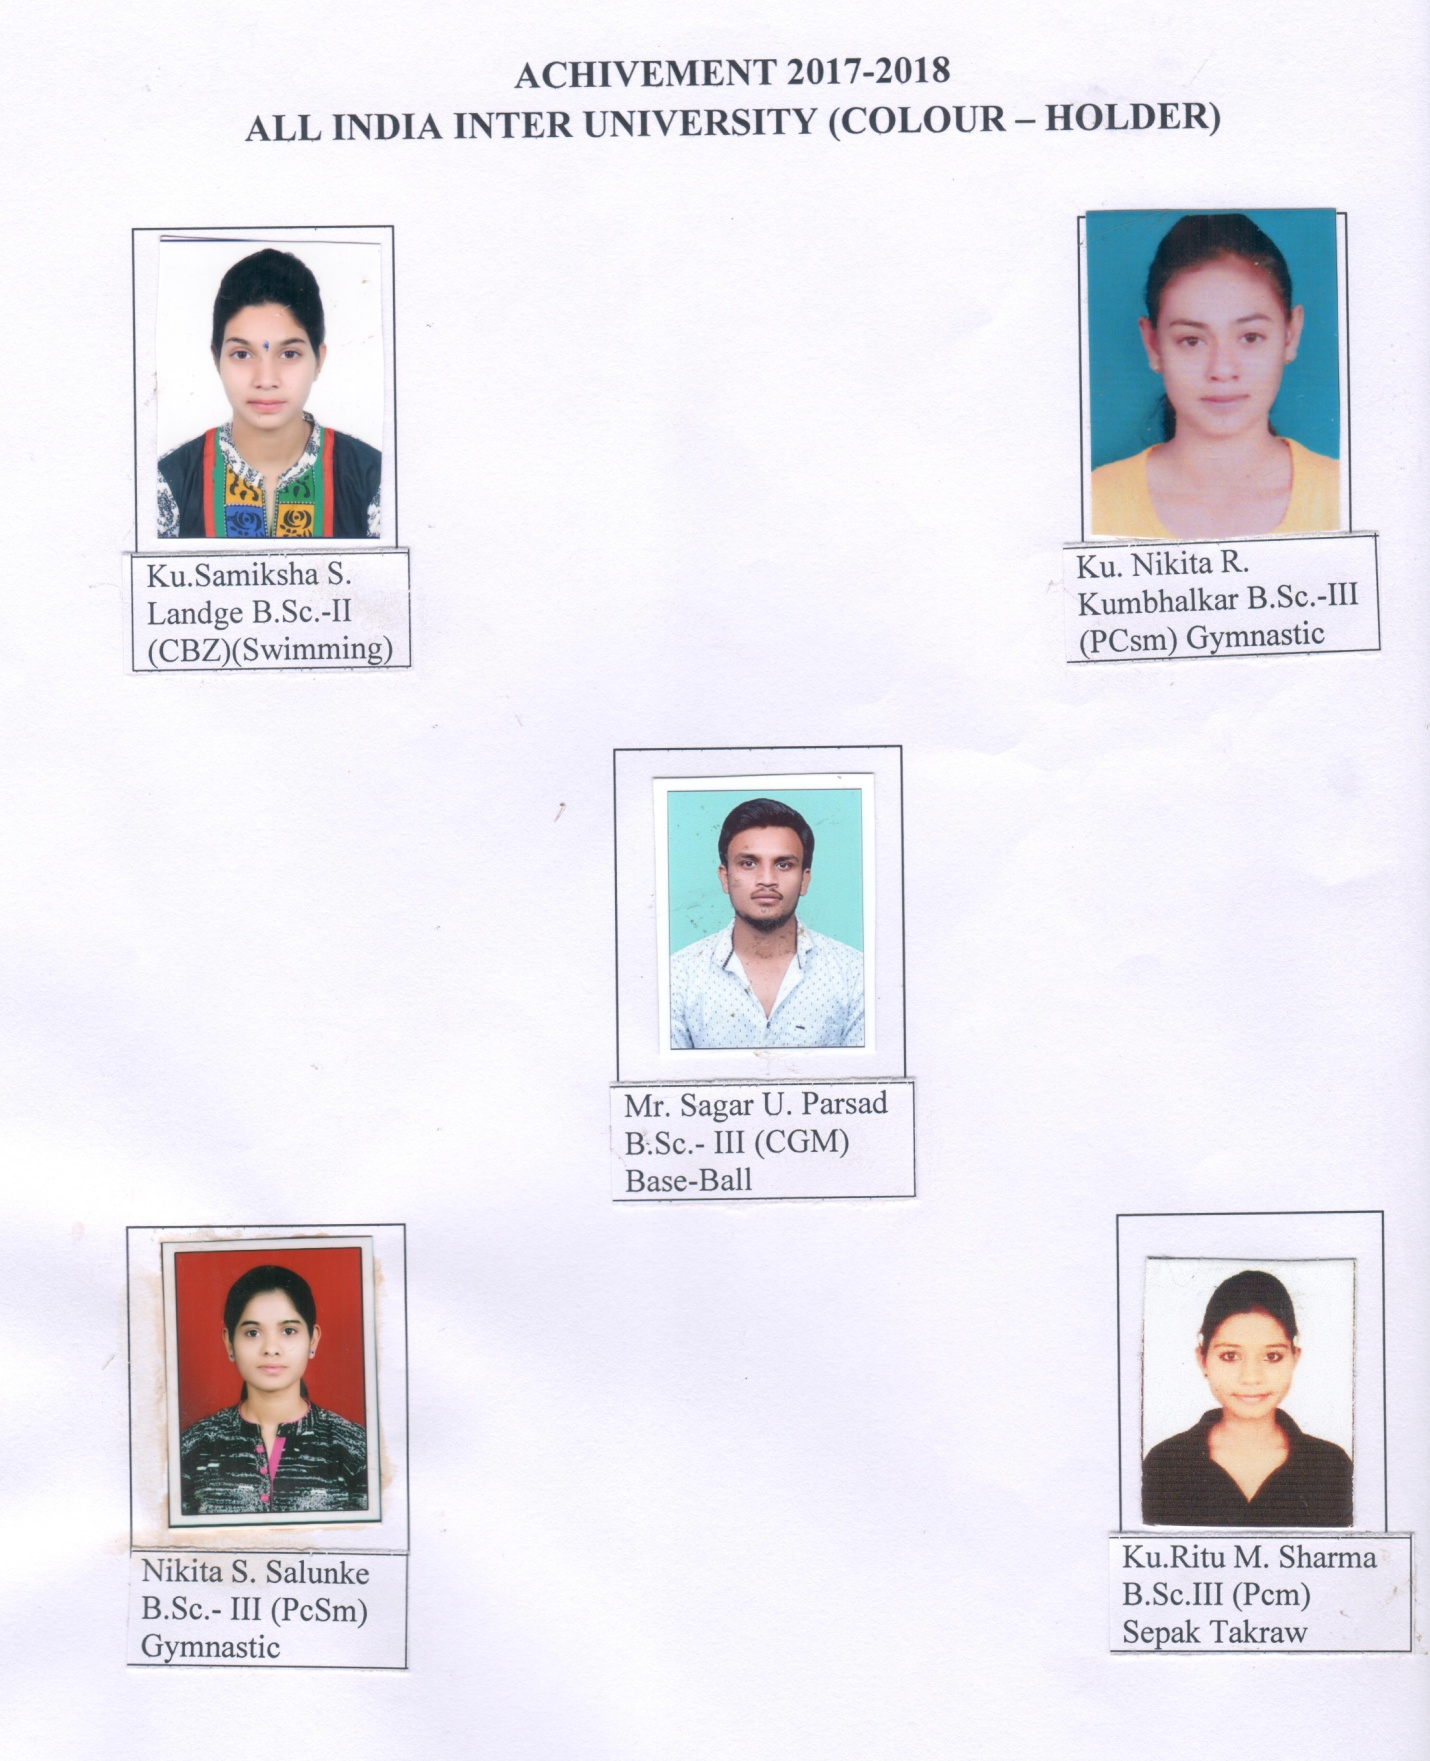 ACHIVEMENT 2017-2018
ALL INDIA INTER UNIVERSITY (COLOUR – HOLDER)
Ku.Samiksha S.
Landge B.Sc.-II
(CBZ)(Swimming)
Ku. Nikita R.
Kumbhalkar B.Sc.-III
(PCsm) Gymnastic
Mr. Sagar U. Parsad
B.Sc.- III (CGM)
Base-Ball
Nikita S. Salunke
B.Sc.- III (PcSm)
Gymnastic
Ku.Ritu M. Sharma
B.Sc.III (Pcm)
Sepak Takraw